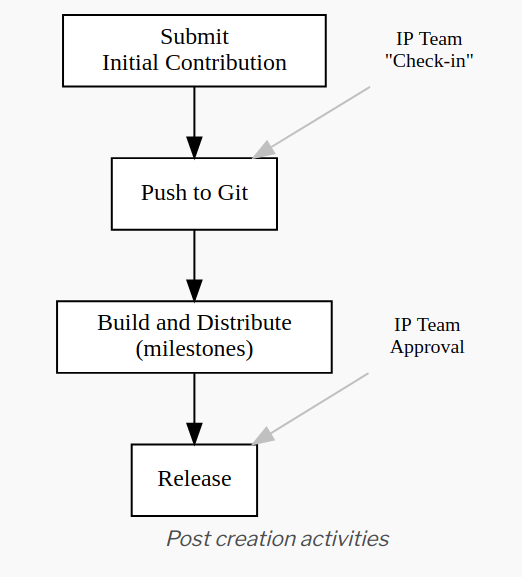 Submit
Initial Contribution
IP Team
"Check-in"
Push to Git
Build and Distribute
(milestones)
IP Team
Approval
Release
Post creation activities